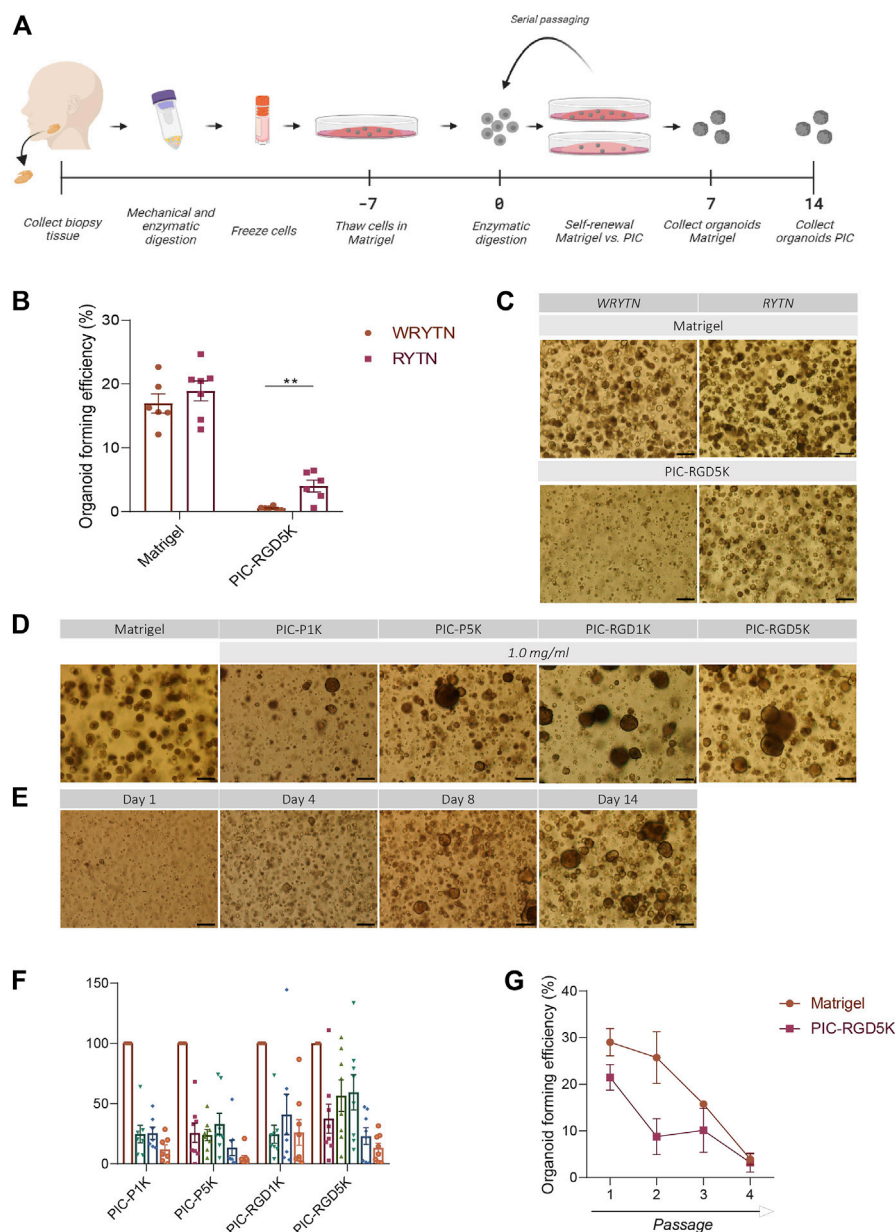 A
Serial passaging
-7
0
7
14
Collect biopsy
tissue
Mechanical and
enzymatic
digestion
Freeze cells
Thaw cells in
Matrigel
Enzymatic
digestion
Self-renewal
Matrigel vs. PIC
Collect organoids
Matrigel
Collect
organoids PIC
B
Organoid forming efficiency (%)
30
20
10
0
**
WRYTN
RYTN
Matrigel
PIC-RGD5K
C
WRYTN
RYTN
Matrigel
PIC-RGD5K
D
Matrigel
PIC-P1K
PIC-P5K
PIC-RGD1K
PIC-RGD5K
1.0 mg/ml
E
Day 1
Day 4
Day 8
Day 14
F
150
100
50
0
PIC-P1K
PIC-P5K
PIC-RGD1K
PIC-RGD5K
G
Organoid forming efficiency (%)
40
30
20
10
0
1
2
3
4
Passage
Matrigel
PIC-RGD5K